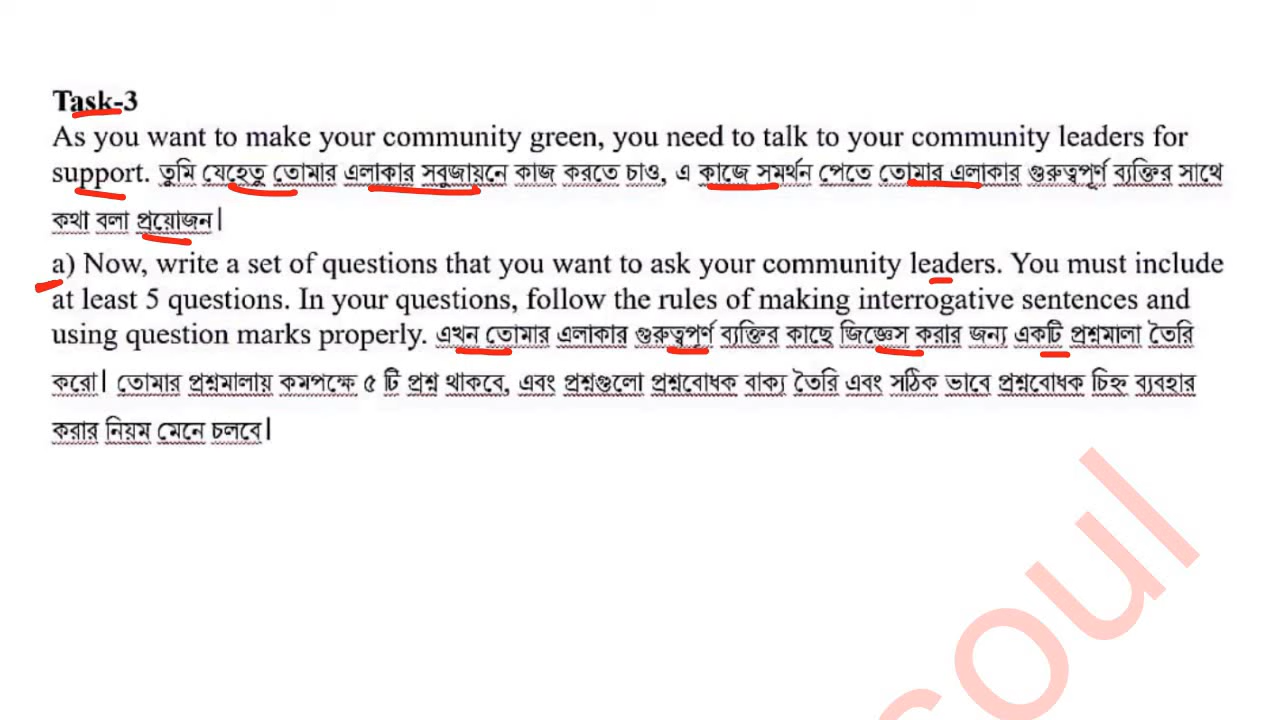 Task-3
As you want to make your community green, you need to talk to your community leaders for
support. তুমি যেহেতু তোমার এলাকার সবুজায়নে কাজ করতে চাও, এ কাজে সমর্থন পেতে তোমার এলাকার গুরুত্বপূর্ণ ব্যক্তির সাথে
কথা বলা প্রয়োজন|
a) Now, write a set of questions that you want to ask your community leaders. You must include
at least 5 questions. In your questions, follow the rules of making interrogative sentences and
using question marks properly. এখন তোমার এলাকার গুরুত্বপূর্ণ ব্যক্তির কাছে জিজ্ঞেস করার জন্য একটি প্রশ্নমালা তৈরি
করো| তোমার প্রশ্নমালায় কমপক্ষে ৫ টি প্রশ্ন থাকবে, এবং প্রশ্নগুলো প্রশ্নবোধক বাক্য তৈরি এবং সঠিক ভাবে প্রশ্নবোধক চিহ্ন ব্যবহার
করার নিয়ম মেনে চলবে|
soul